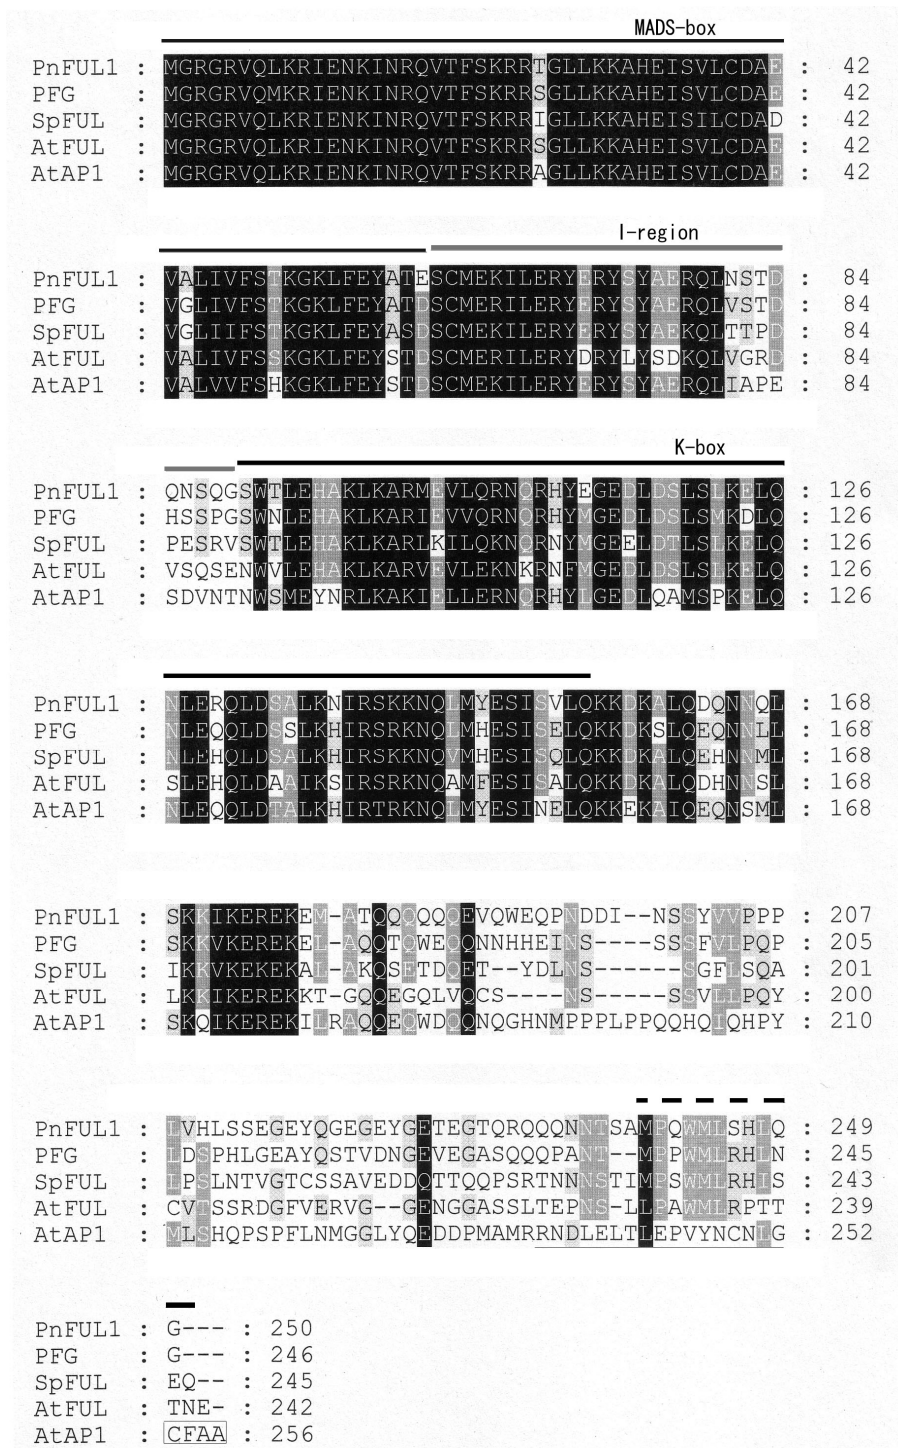 MADS-box
PnFUL1 : MGRGRVQLKRIENKINRQVTFSKRRTGLLKKAHEISVLCDAE : 42
PFG : MGRGRVQMKRIENKINRQVTFSKRRSGLLKKAHEISVLCDAE : 42
SpFUL : MGRGRVQLKRIENKINRQVTFSKRRIGLLKKAHEISILCDAD : 42
AtFUL : MGRGRVQLKRIENKINRQVTFSKRRSGLLKKAHEISVLCDAE : 42
AtAP1 : MGRGRVQLKRIENKINRQVTFSKRRAGLLKKAHEISVLCDAE : 42
I-region
PnFUL1 : VALIVFSTKGKLFEYATESCMEKILERYERYSYAERQLNSTD : 84
PFG : VGLIVFSTKGKLFEYATDSCMEKILERYERYSYAERQLVSTD : 84
SpFUL : VGLIIFSTKGKLFEYASDSCMEKILERYERYSYAEKQLTTPD : 84
AtFUL : VALIVFSSKGKLFEYSTDSCMERILERYDRYLYSDKQLVGRD : 84
AtAP1 : VALVVFSHKGKLFEYSTDSCMEKILERYERYSYAERQLIAPE : 84
K-box
PnFUL1 : QNSQGSWTLEHAKLKARMEVLQRNQRHYEGEDLDSLSLKELQ : 126
PFG : HSSPGSWNLEHAKLKARIEVVQRNQRHYMGEDLDSLSMKDLQ : 126
SpFUL : PESRVSWTLEHAKLKARLKILQKNQRNYMGEELDTLSLKELQ : 126
AtFUL : VSQSENWVLEHAKLKARVEVLEKNKRNFMGEDLDSLSLKELQ : 126
AtAP1 : SDVNTNWSMEYNRLKAKIELLERNQRHYLGEDLQAMSPKELQ : 126
PnFUL1 : NLERQLDSALKNIRSKKNQLMYESISVLQKKDKALQDQNNQL : 168
PFG : NLEQQLDSSLKHIRSKKNQLMHESISELQKKDKSLQEQNNLL : 168
SpFUL : NLEHQLDSALKHIRSRKNQLMHESISQLQKKDKALQEHNNML : 168
AtFUL : SLEHQLDAAIKSIRSRKNQAMFESISALQKKDKALQDHNNSL : 168
AtAP1 : NLEQQLDTALKHIRTRKNQLMYESINELQKKEKAIQEQNSML : 168
PnFUL1 : SKKIKEREKEM-ATQQQQQQEVQWEQPNDDI--NSSYVVPPP : 207
PFG : SKKVKEREKEL-AQQTQWEQQNNHHEINS----SSSFVLPQP : 205
SpFUL : IKKVKEKEKAL-AKQSETDQET--YDLNS------SGFLSQA : 201
AtFUL : LKKIKEREKKT-GQQEGQLVQCS----NS------SSVLLPQY : 200
AtAP1 : SKQIKEREKILRAQQEQWDQQNQGHNMPPPLPPQQHQIQHPY : 210
PnFUL1 : LVHLSSEGEYQGEGEYGETEGTQRQQQNNTSAMPQWMLSHLQ : 249
PFG : LDSPHLGEAYQSTVDNGEVEGASQQQPANT--MPPWMLRHLN : 245
SpFUL : LPSLNTVGTCSSAVEDDQTTQQPSRTNNNSTIMPSWMLRHIS : 243
AtFUL : CVTSSRDGFVERVG--GENGGASSLTEPNS-LLPAWMLRPTT : 239
AtAP1 : MLSHQPSPFLNMGGLYQEDDPMAMRRNDLELTLEPVYNCNLG : 252
PnFUL1 : G--- : 250
PFG : G--- : 246
SpFUL : EQ-- : 245
AtFUL : TNE- : 242
AtAP1 : CFAA : 256